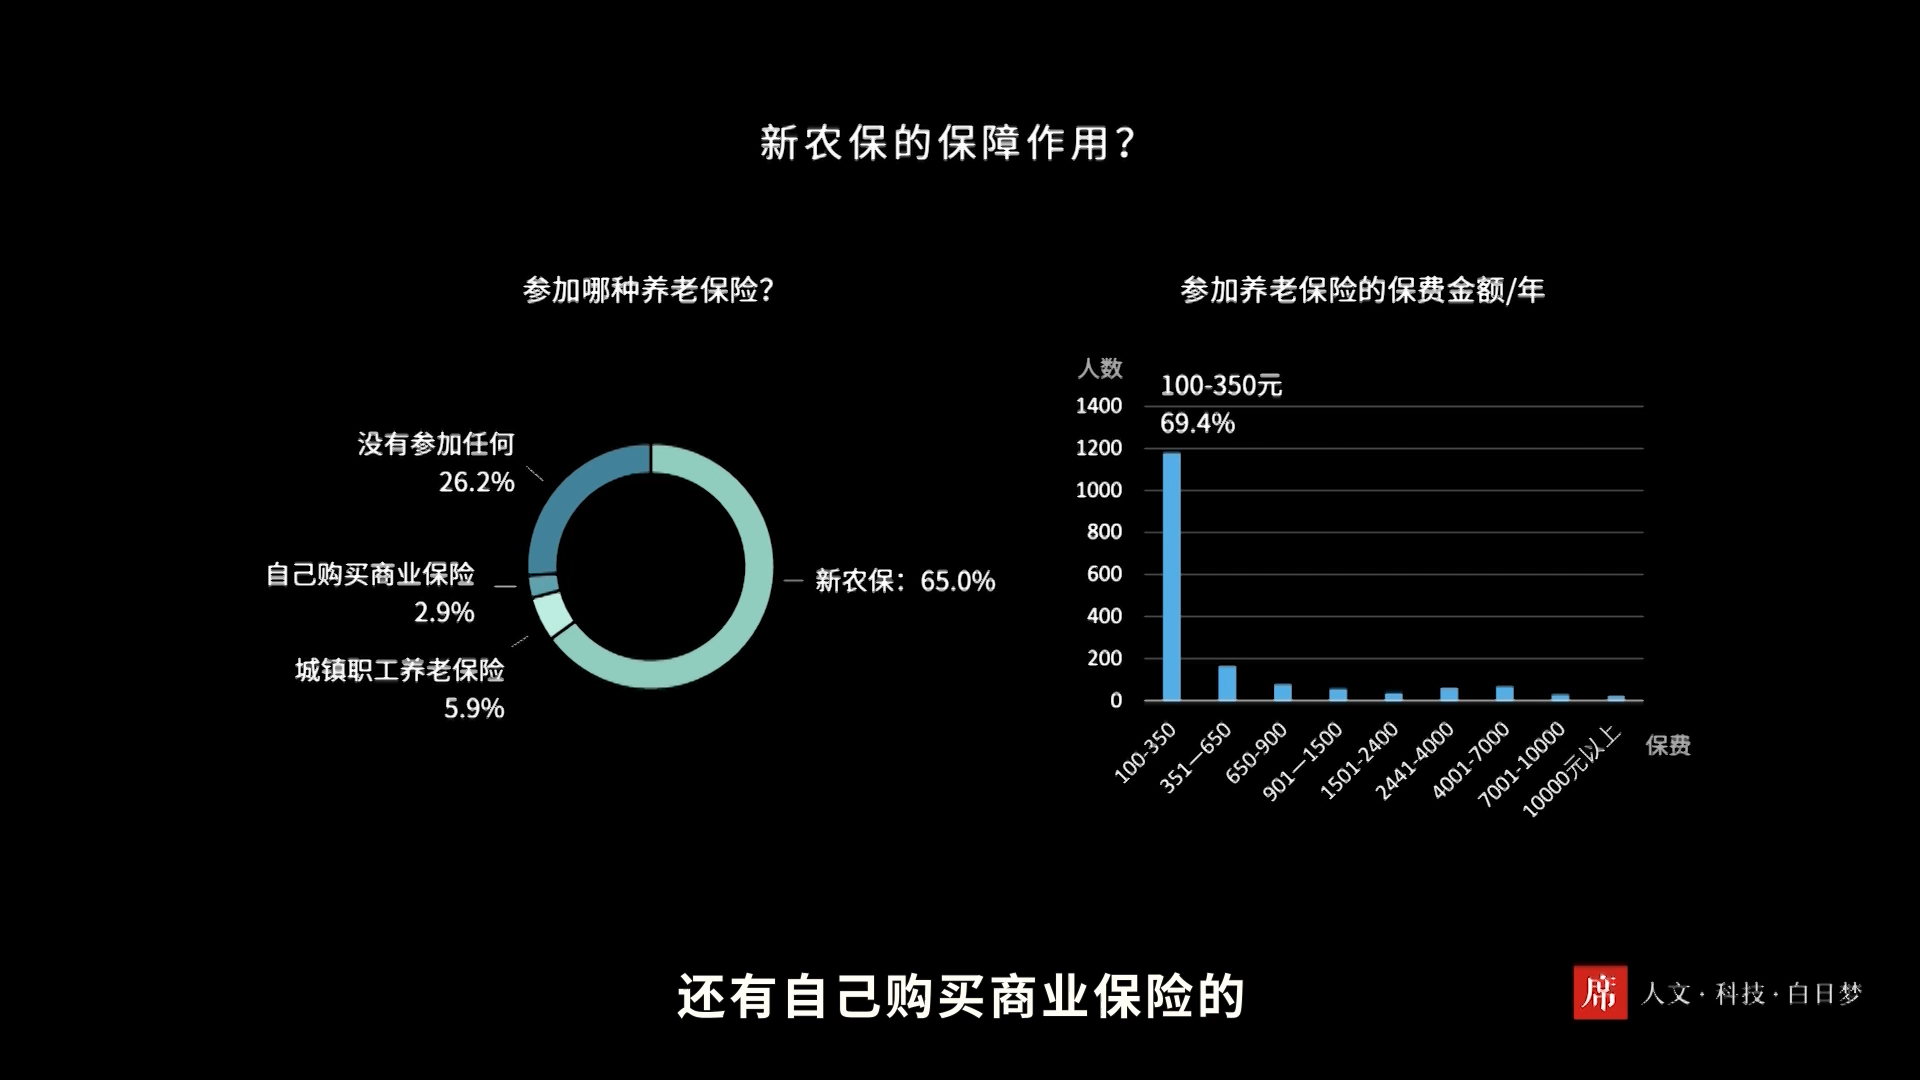 新农保的保障作用？
参加哪种养老保险？
没有参加任何
26.2%
自己购买商业保险
2.9%
城镇职工养老保险
5.9%
新农保：65.0%
参加养老保险的保费金额/年
人数
100-350元
69.4%
1400
1200
1000
800
600
400
200
0
100-350
351—650
650-900
901—1500
1501-2400
2441-4000
4001-7000
7001-10000
10000元以上
保费
还有自己购买商业保险的
席
人文·科技·白日梦